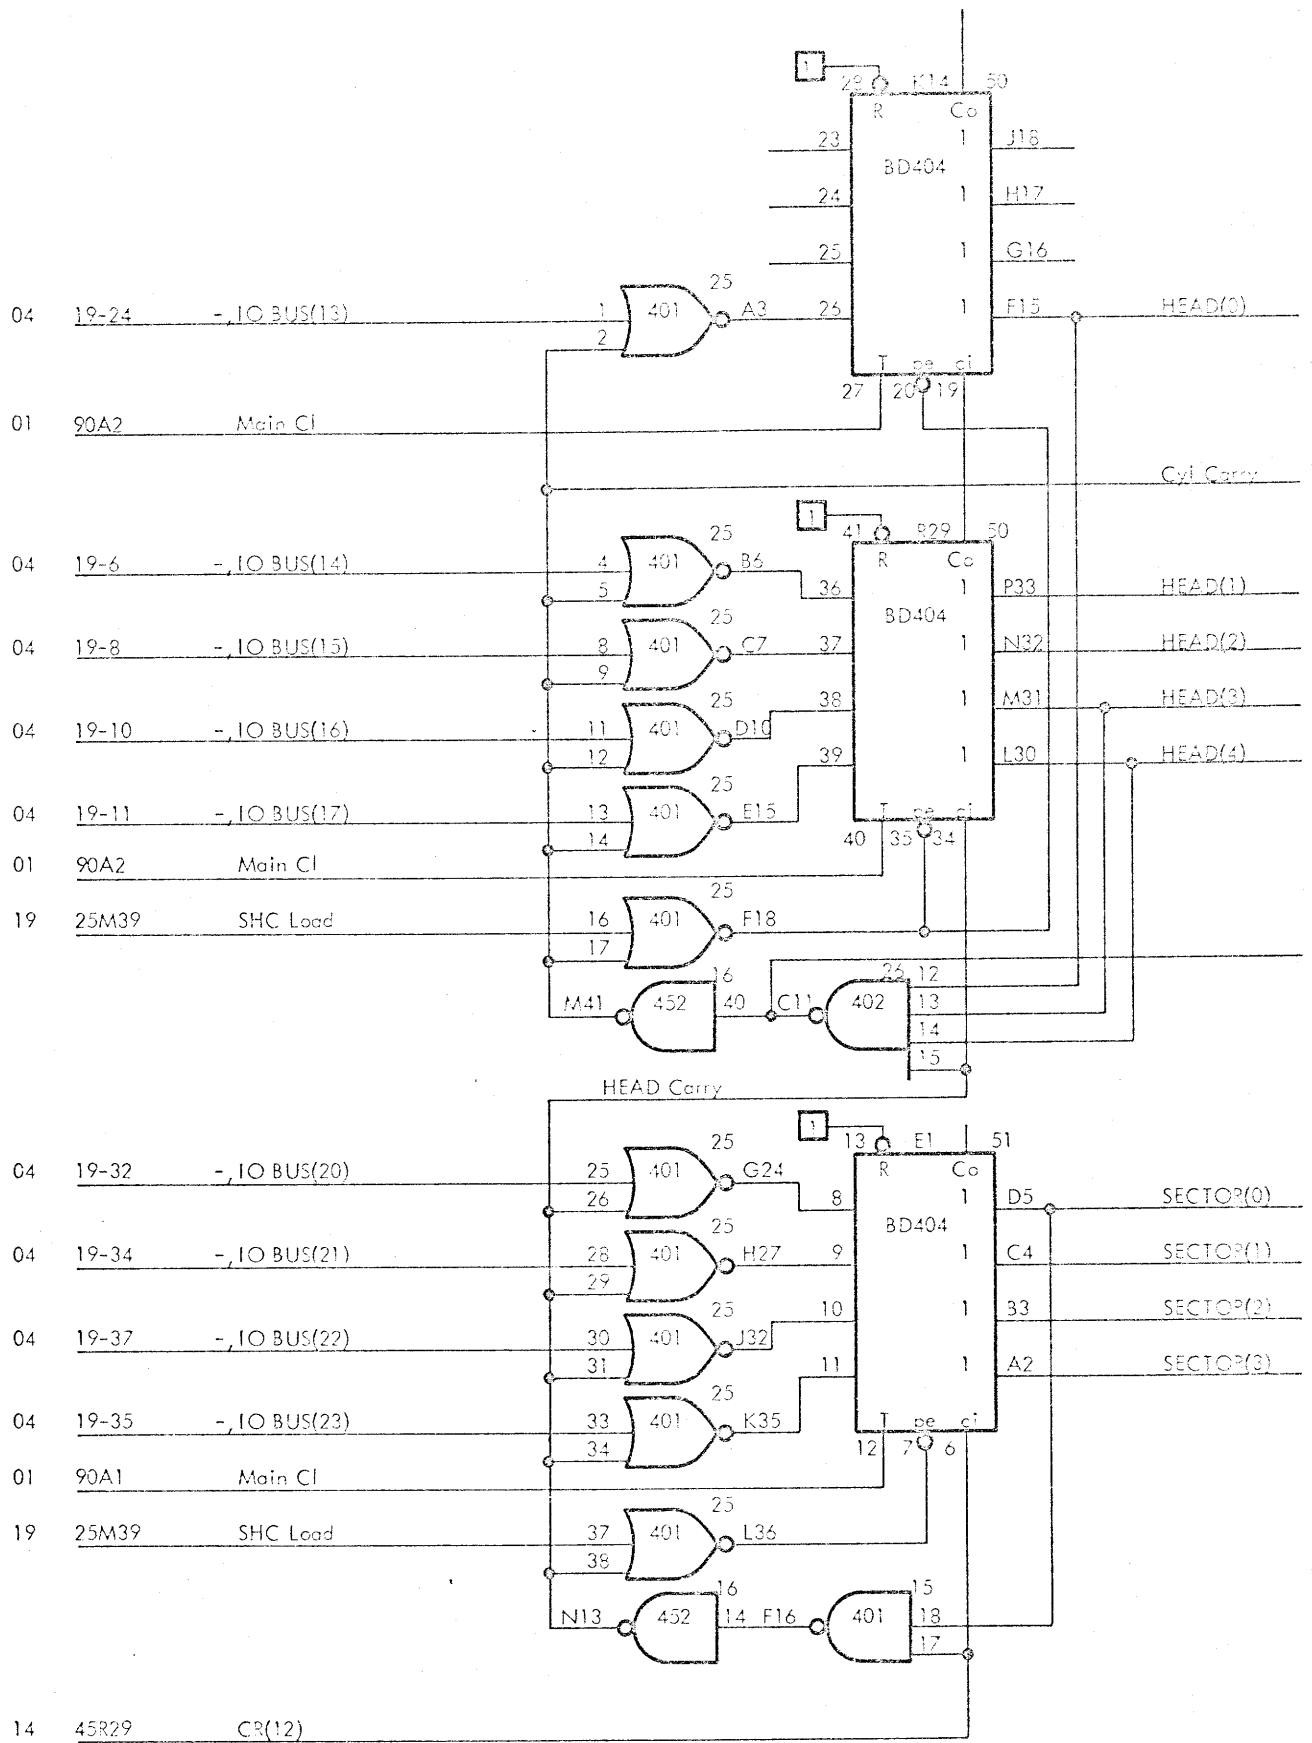 1
28 K14 50
R Co
23 1 J18
BD404
24 1 H17
25 1 G16
25
04 19-24 -,IO BUS(13) 1 401 A3 26 1 F15 HEAD(0)
2
T pe ci
27 20 19
01 90A2 Main Cl
Cyl Carry
1
41 R29 50
25
R Co
04 19-6 -,IO BUS(14) 4 401 B6 36 1 P33 HEAD(1)
5
BD404
25
04 19-8 -,IO BUS(15) 8 401 C7 37 1 N32 HEAD(2)
9
25
38 1 M31 HEAD(3)
04 19-10 -,IO BUS(16) 11 401 D10
12
39 1 L30 HEAD(4)
25
04 19-11 -,IO BUS(17) 13 401 E15
14
T pe ci
40 35 34
01 90A2 Main Cl
25
19 25M39 SHC Load 16 401 F18
17
16
M41 452 40 C11 402 26 12
13
14
15
HEAD Carry
1
13 E1 51
25
R Co
04 19-32 -,IO BUS(20) 25 401 G24
26
8 1 D5 SECTOR(0)
BD404
25
04 19-34 -,IO BUS(21) 28 401 H27 9 1 C4 SECTOR(1)
29
25
10 1 B3 SECTOR(2)
04 19-37 -,IO BUS(22) 30 401 J32
31
11 1 A2 SECTOR(3)
25
04 19-35 -,IO BUS(23) 33 401 K35
34
T pe ci
12 7 6
01 90A1 Main Cl
25
19 25M39 SHC Load 37 401 L36
38
16 15
N13 452 14 F16 401 18
17
14 45R29 CR(12)